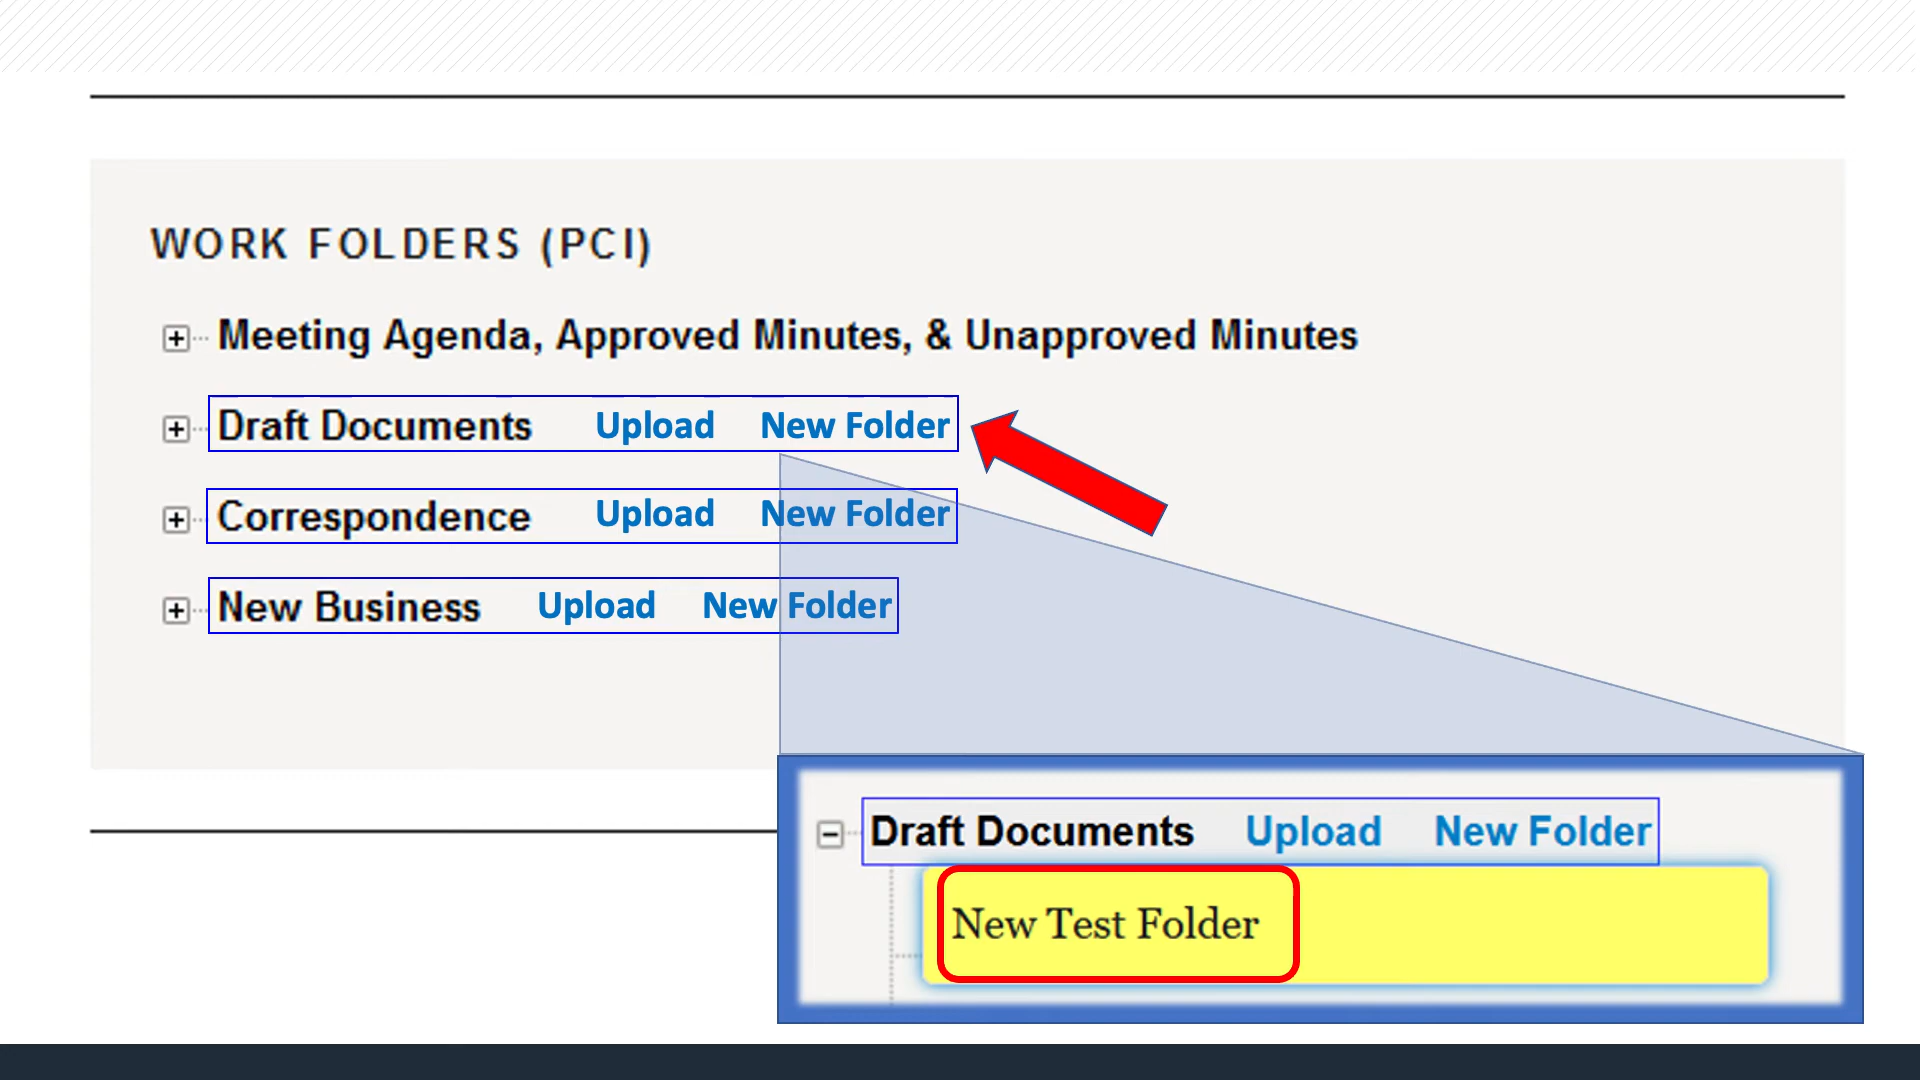 WORK FOLDERS (PCI)
Meeting Agenda, Approved Minutes, & Unapproved Minutes
Draft Documents Upload New Folder
Correspondence Upload New Folder
New Business Upload New Folder
Draft Documents Upload New Folder
New Test Folder